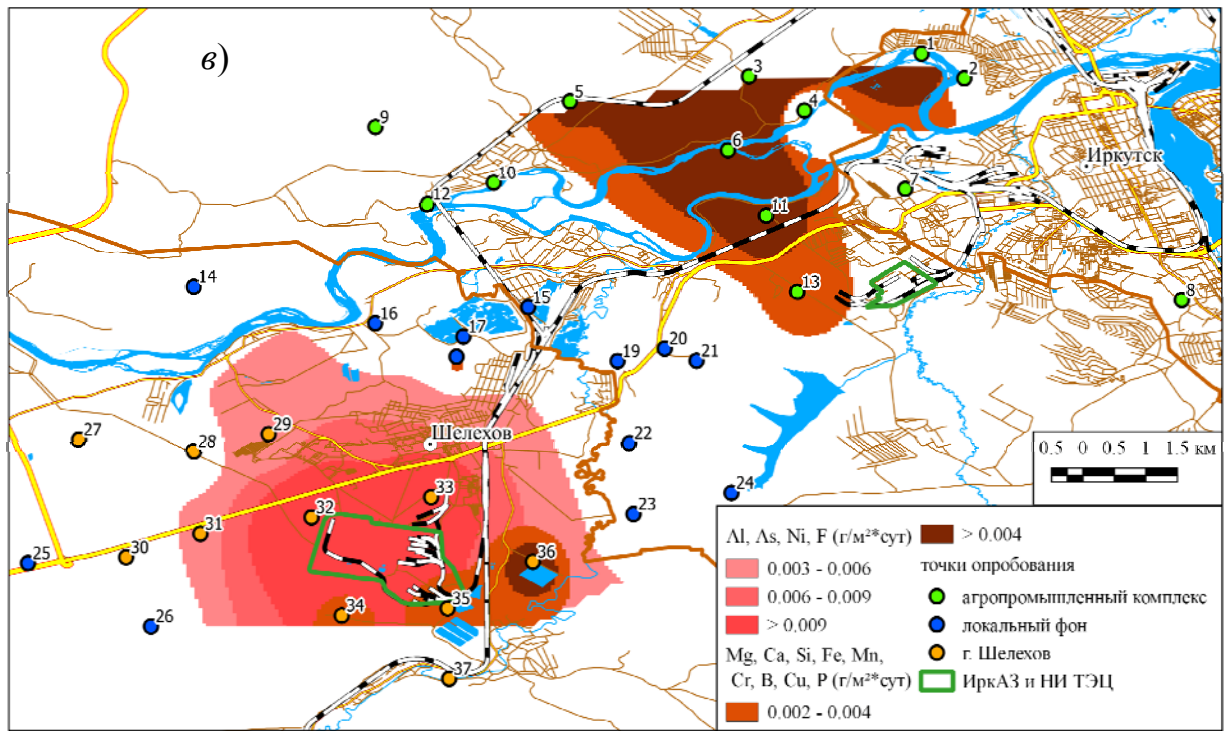 в)
1
2
3
4
5
6
7
8
9
10
11
12
13
14
15
16
17
19
20
21
22
23
24
25
26
27
28
29
30
31
32
33
34
35
36
37
Иркутск
Шелехов
0.5 0 0.5 1 1.5 км
Al, As, Ni, F (г/м²*сут)
0.003 - 0.006
0.006 - 0.009
> 0.009
Mg, Ca, Si, Fe, Mn,
Cr, B, Cu, P (г/м²*сут)
0.002 - 0.004
> 0.004
точки опробования
агропромышленный комплекс
локальный фон
г. Шелехов
ИркАЗ и НИ ТЭЦ